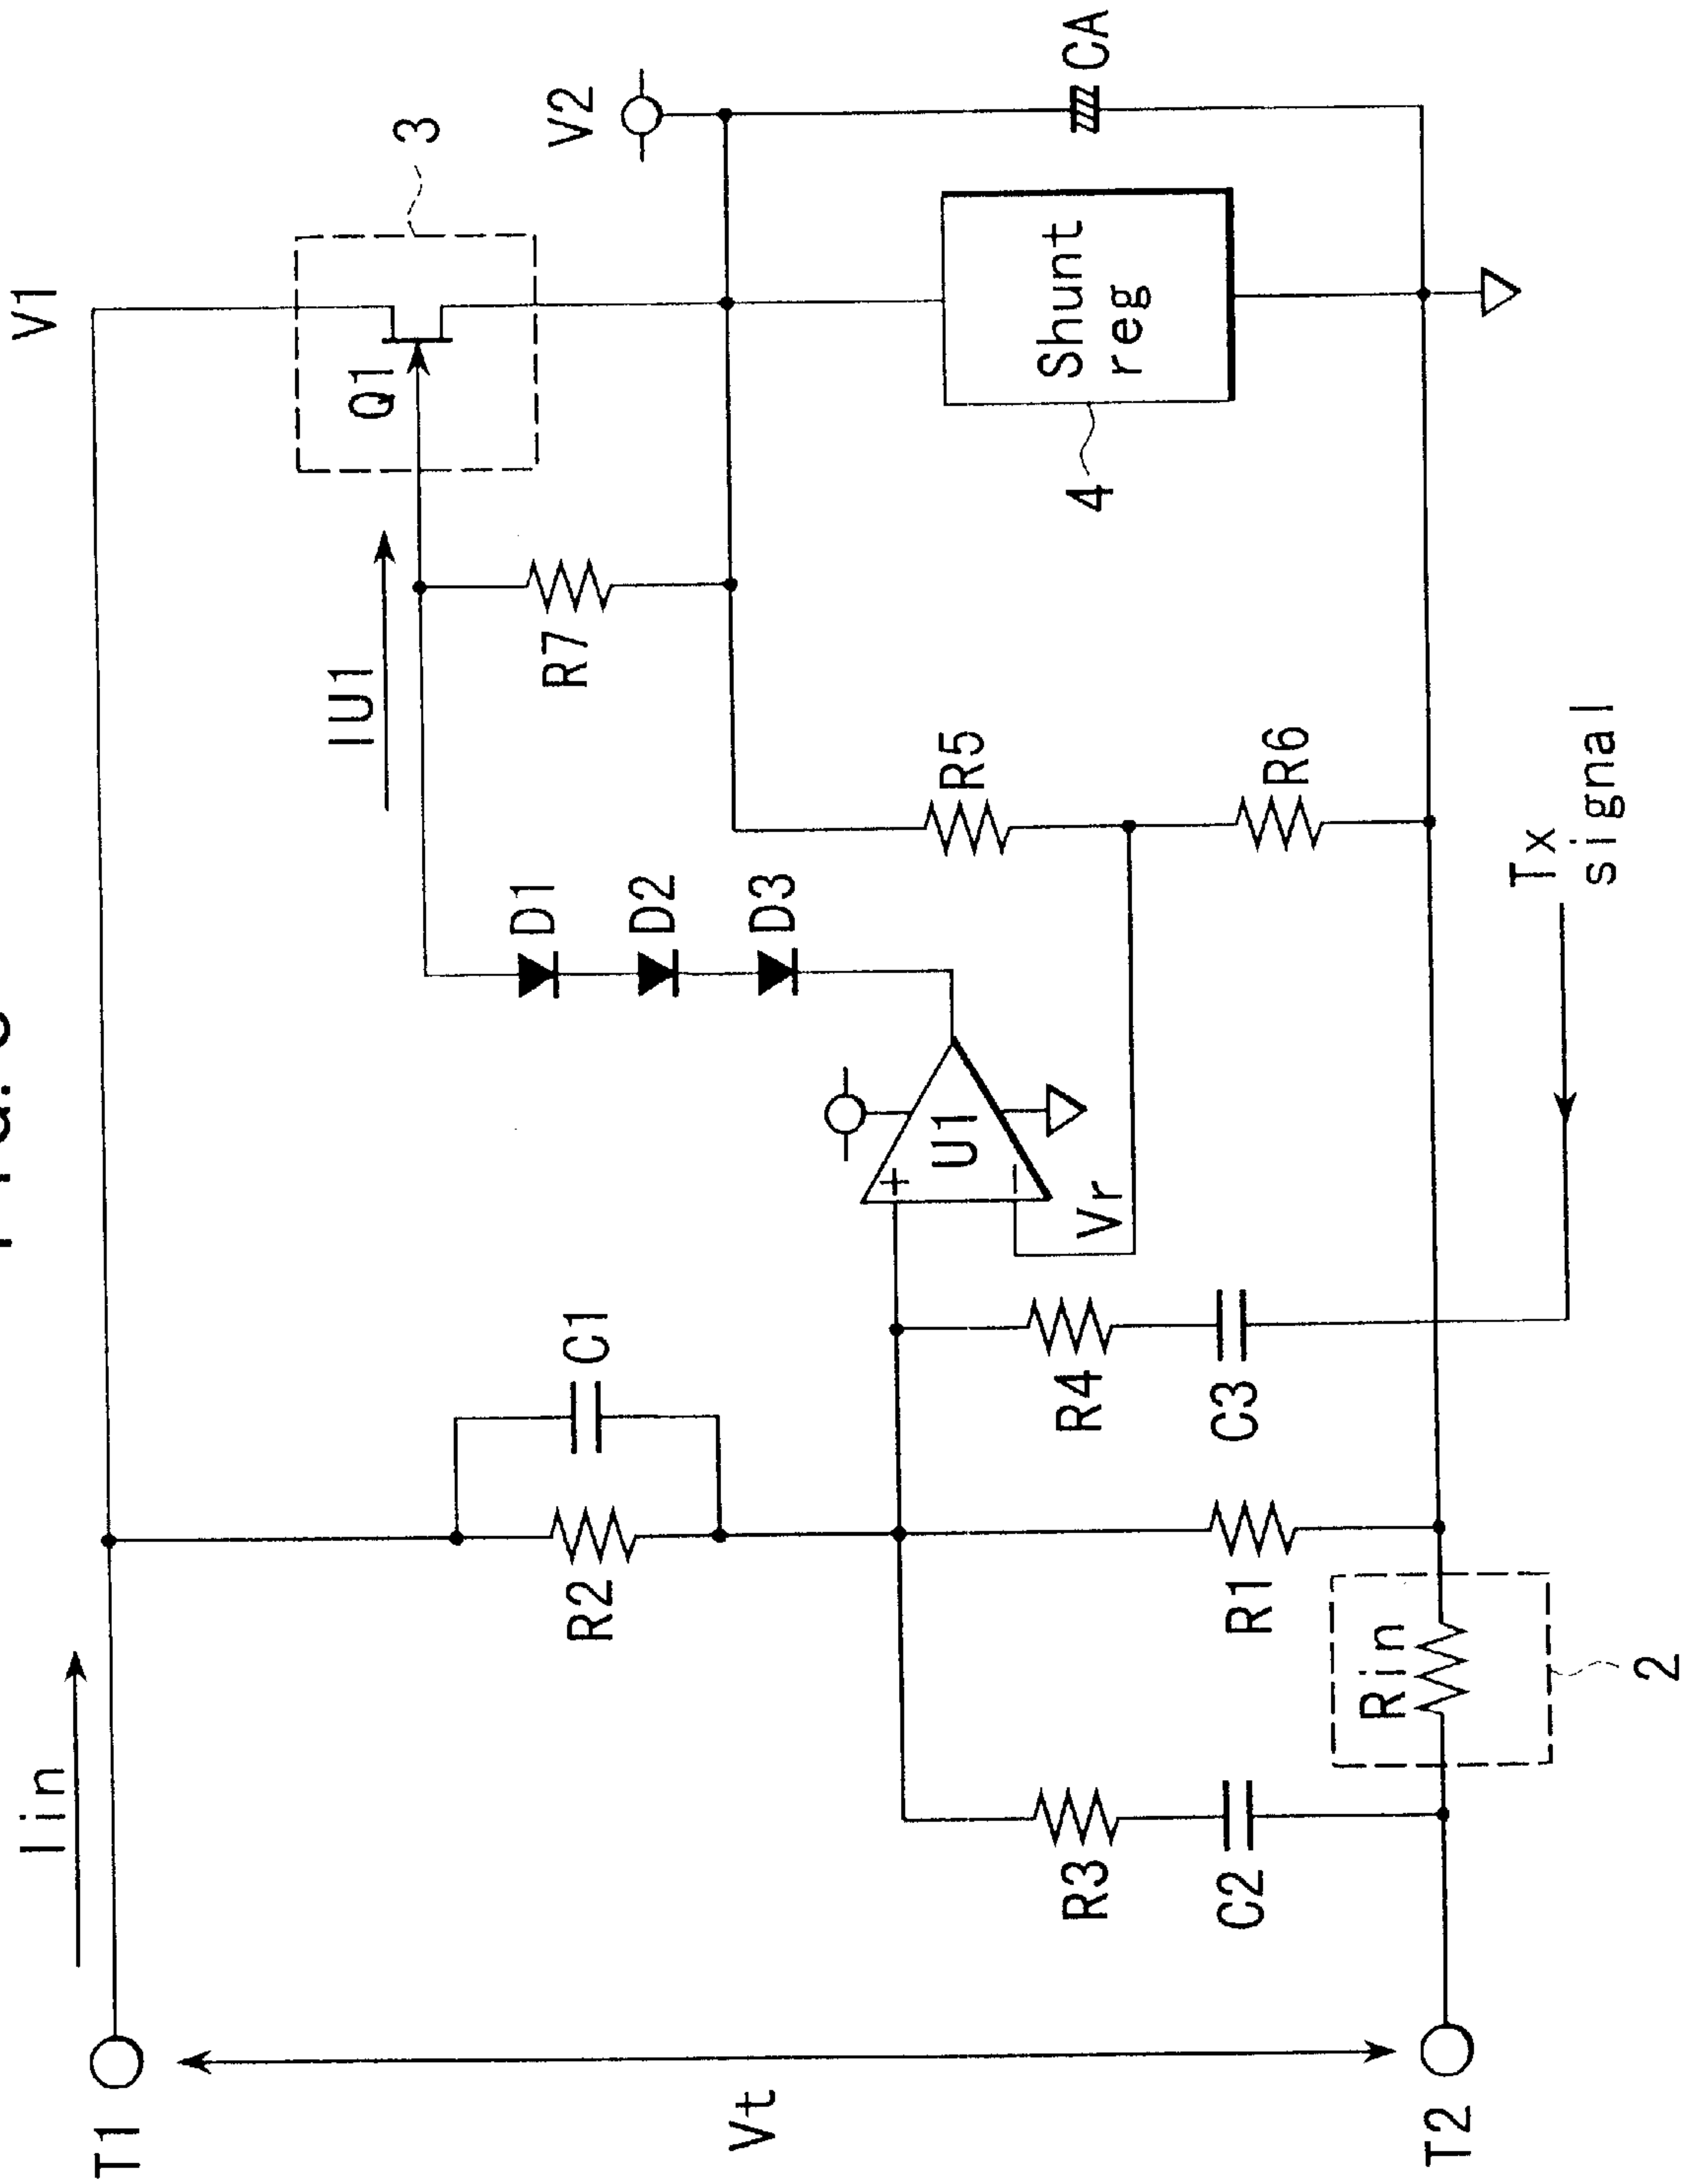 V1
3
Q1
V2
CA
IU1
R7
Shunt
reg
4
D1
D2
D3
R5
R6
U1
+
−
Vr
Tx
signal
C1
R2
R4
C3
R1
Iin
Rin
2
R3
C2
T1
Vt
T2